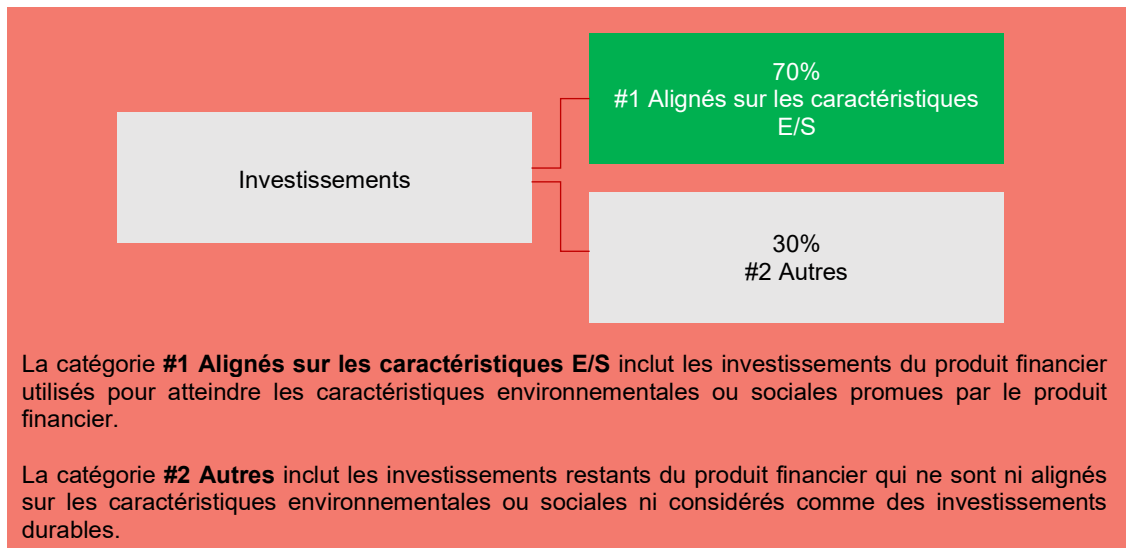 70%
#1 Alignés sur les caractéristiques
E/S
Investissements
30%
#2 Autres
La catégorie #1 Alignés sur les caractéristiques E/S inclut les investissements du produit financier
utilisés pour atteindre les caractéristiques environnementales ou sociales promues par le produit
financier.
La catégorie #2 Autres inclut les investissements restants du produit financier qui ne sont ni alignés
sur les caractéristiques environnementales ou sociales ni considérés comme des investissements
durables.